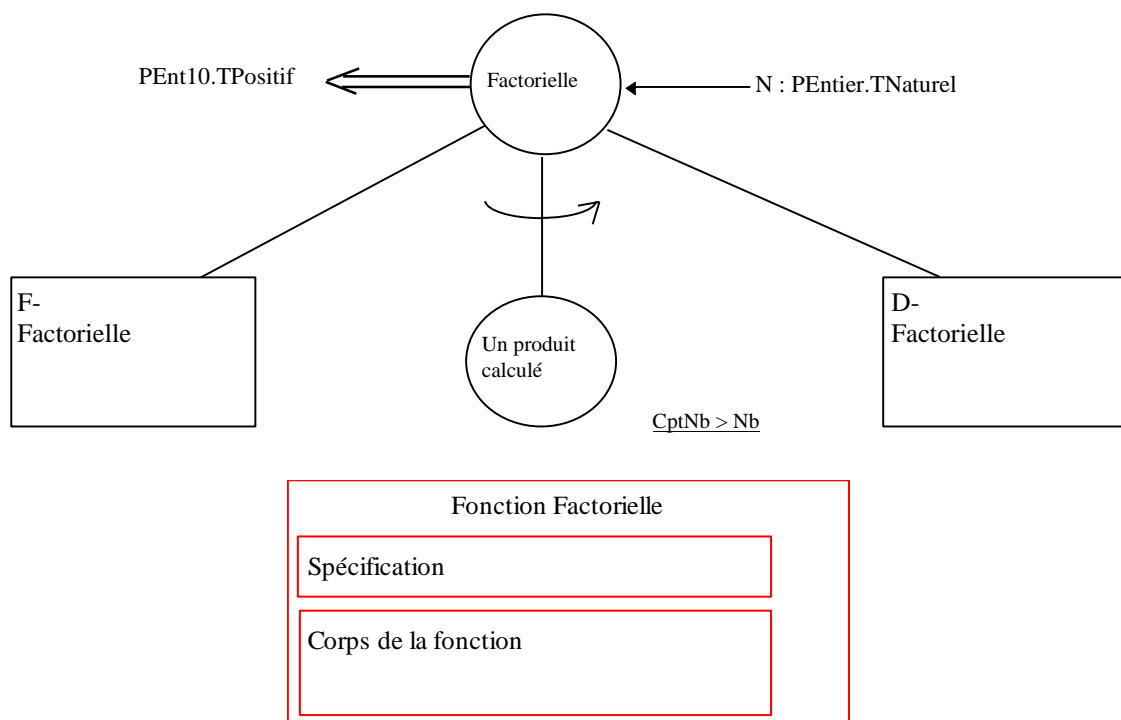 PEnt10.TPositif
Factorielle
N : PEntier.TNaturel
F-
Factorielle
Un produit
calculé
D-
Factorielle
CptNb > Nb
Fonction Factorielle
Spécification
Corps de la fonction